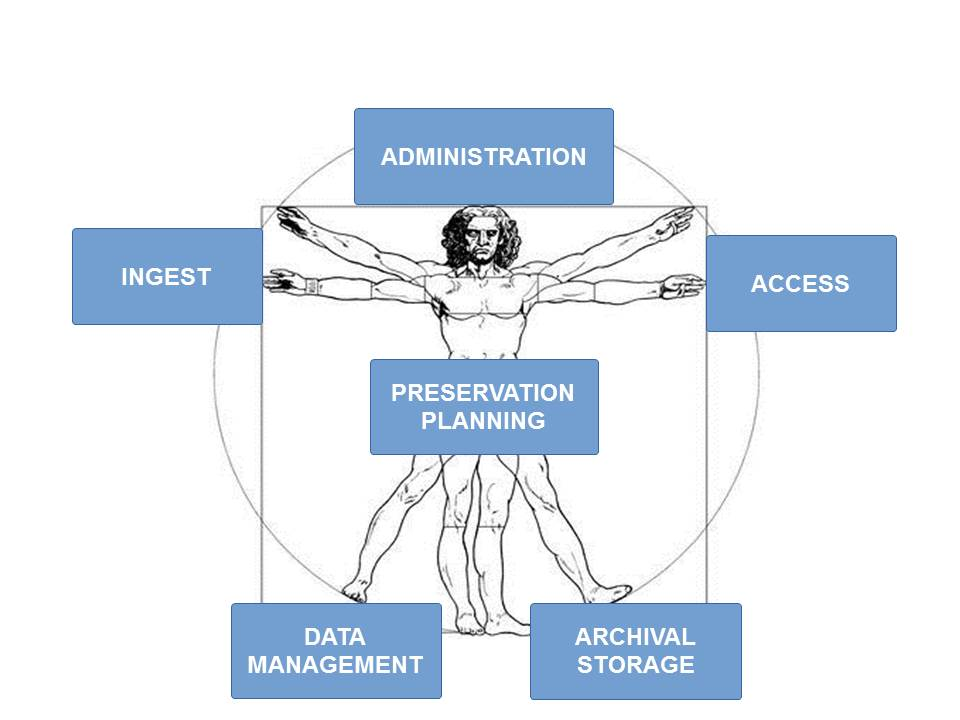 ADMINISTRATION
INGEST
ACCESS
PRESERVATION
PLANNING
DATA
MANAGEMENT
ARCHIVAL
STORAGE